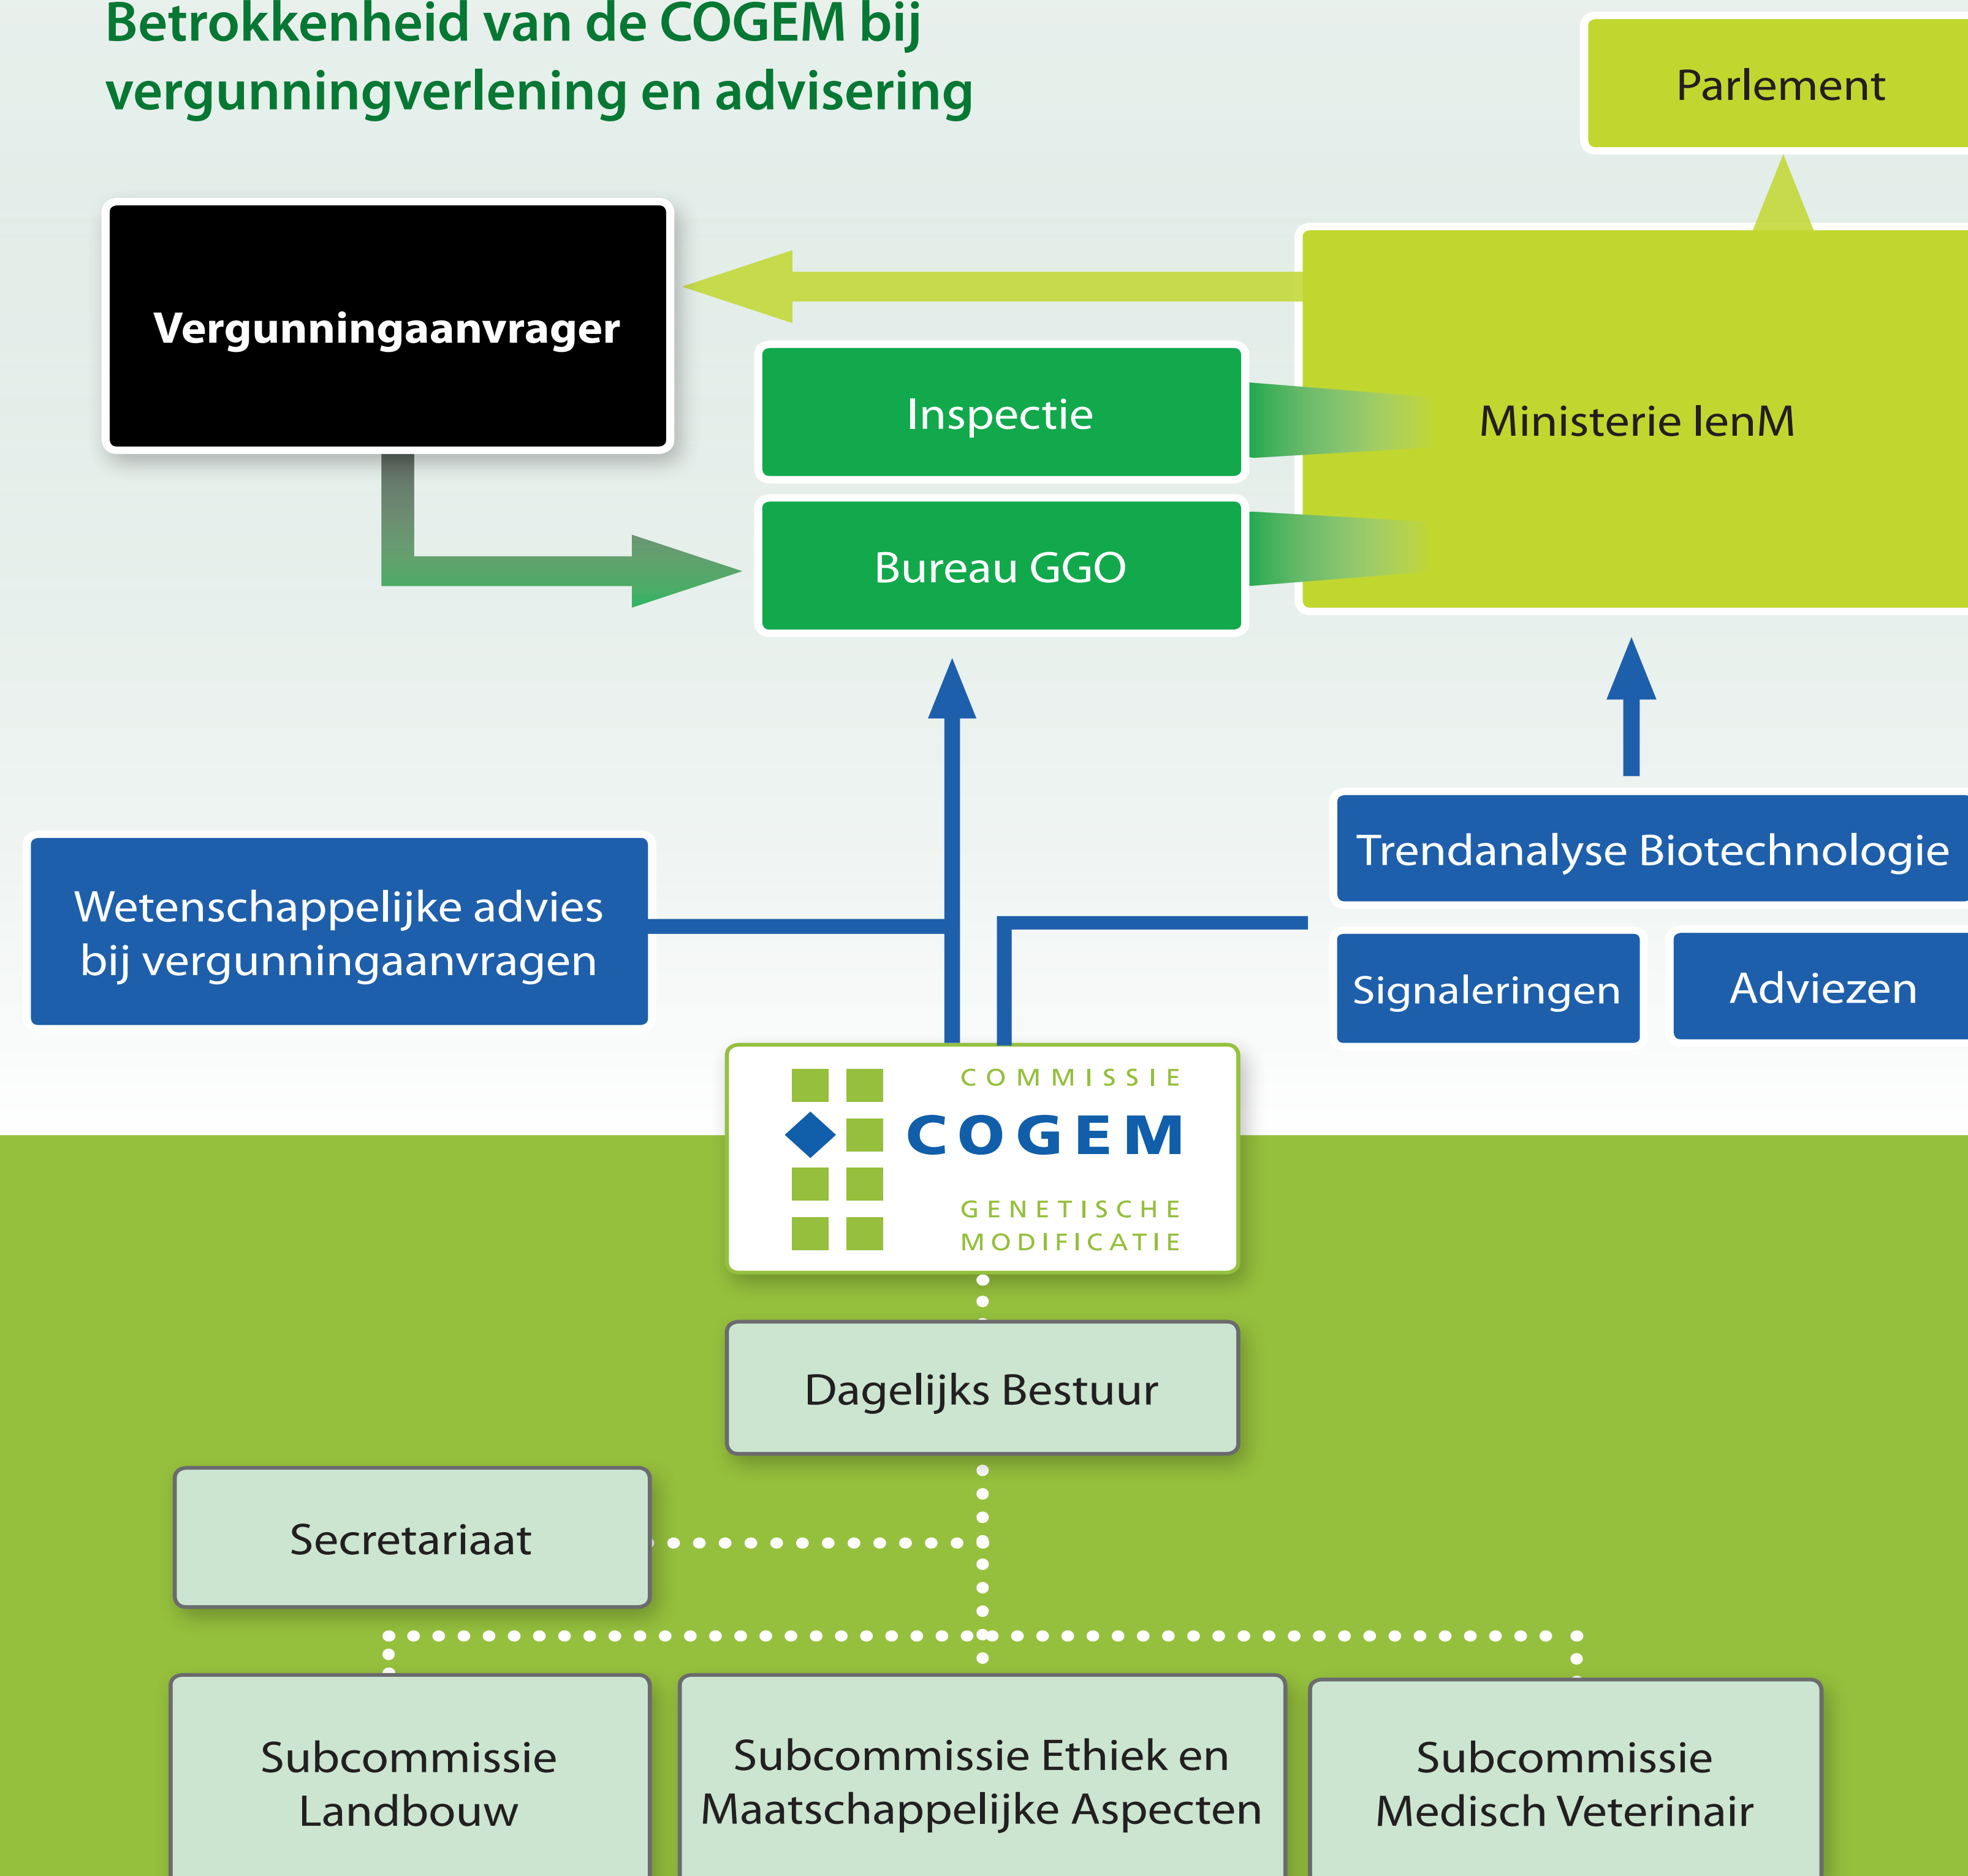 Betrokkenheid van de COGEM bij
vergunningverlening en advisering
Parlement
Vergunningaanvrager
Inspectie
Ministerie IenM
Bureau GGO
Trendanalyse Biotechnologie
Wetenschappelijke advies
bij vergunningaanvragen
Signaleringen
Adviezen
COMMISSIE
COGEM
GENETISCHE
MODIFICATIE
Dagelijks Bestuur
Secretariaat
Subcommissie
Landbouw
Subcommissie Ethiek en
Maatschappelijke Aspecten
Subcommissie
Medisch Veterinair